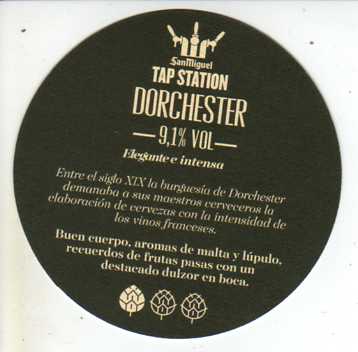 SanMiguel
TAP STATION
DORCHESTER
— 9,1% VOL —
Elegante e intensa
Entre el siglo XIX la burguesía de Dorchester
demanaba a sus maestros cerveceros la
elaboración de cervezas con la intensidad de
los vinos franceses.
Buen cuerpo, aromas de malta y lúpulo,
recuerdos de frutas pasas con un
destacado dulzor en boca.